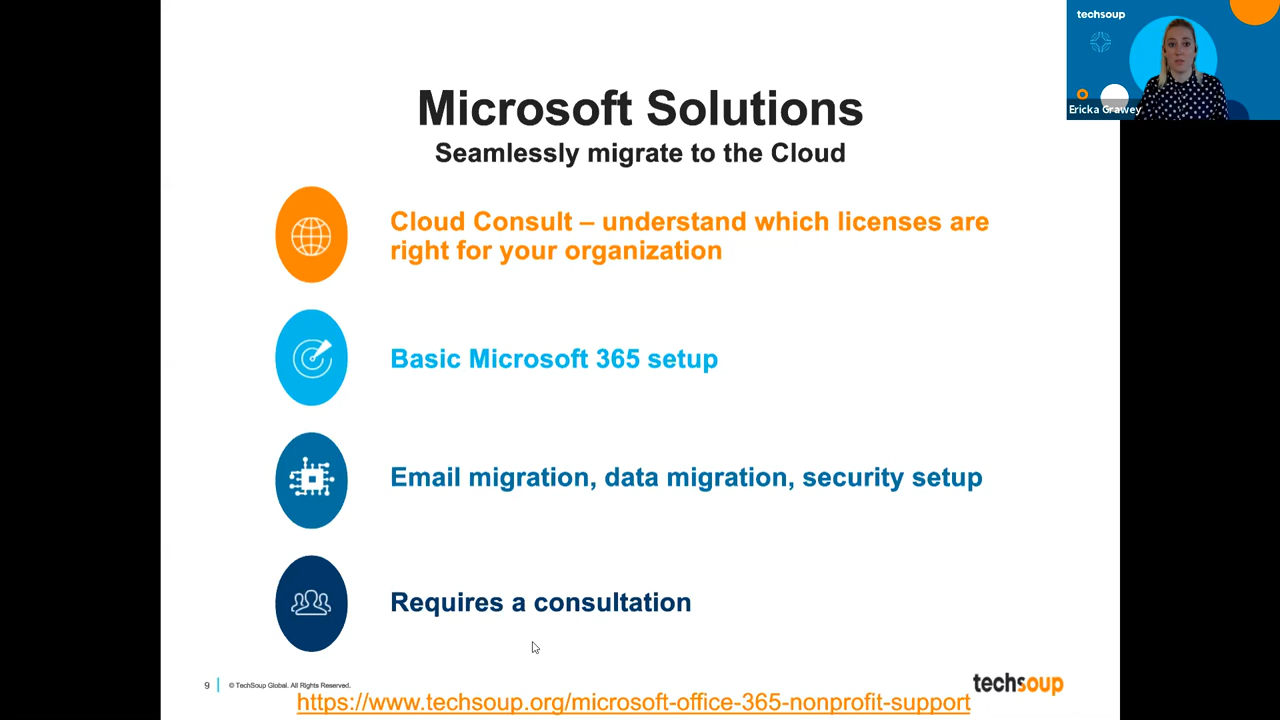 techsoup
Ericka Grawey
Microsoft Solutions
Seamlessly migrate to the Cloud
Cloud Consult – understand which licenses are
right for your organization
Basic Microsoft 365 setup
Email migration, data migration, security setup
Requires a consultation
9
© TechSoup Global. All Rights Reserved.
techsoup
https://www.techsoup.org/microsoft-office-365-nonprofit-support